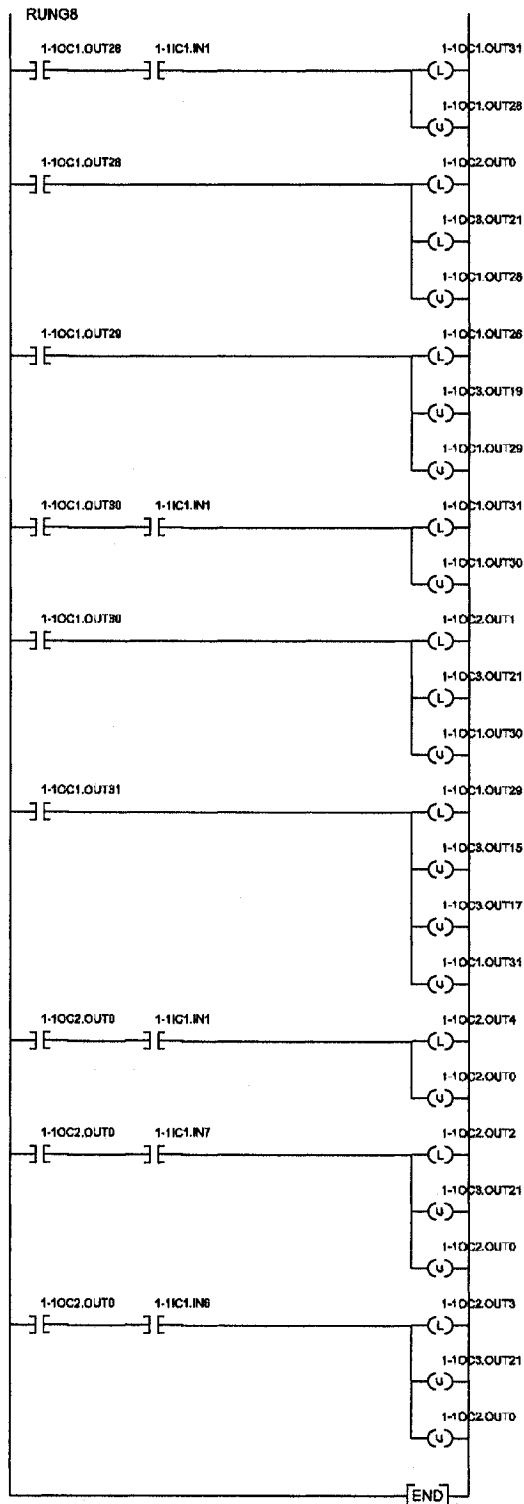 RUNG8
1-1OC1.OUT28 1-1IC1.IN1 1-1OC1.OUT31
L
1-1OC1.OUT28
U
1-1OC1.OUT28 1-1OC2.OUT0
L
1-1OC3.OUT21
L
1-1OC1.OUT28
U
1-1OC1.OUT29 1-1OC1.OUT26
L
1-1OC3.OUT19
U
1-1OC1.OUT29
U
1-1OC1.OUT30 1-1IC1.IN1 1-1OC1.OUT31
L
1-1OC1.OUT30
U
1-1OC1.OUT30 1-1OC2.OUT1
L
1-1OC3.OUT21
L
1-1OC1.OUT30
U
1-1OC1.OUT31 1-1OC1.OUT29
L
1-1OC3.OUT15
U
1-1OC3.OUT17
U
1-1OC1.OUT31
U
1-1OC2.OUT0 1-1IC1.IN1 1-1OC2.OUT4
L
1-1OC2.OUT0
U
1-1OC2.OUT0 1-1IC1.IN7 1-1OC2.OUT2
L
1-1OC3.OUT21
U
1-1OC2.OUT0
U
1-1OC2.OUT0 1-1IC1.IN6 1-1OC2.OUT3
L
1-1OC3.OUT21
U
1-1OC2.OUT0
U
END